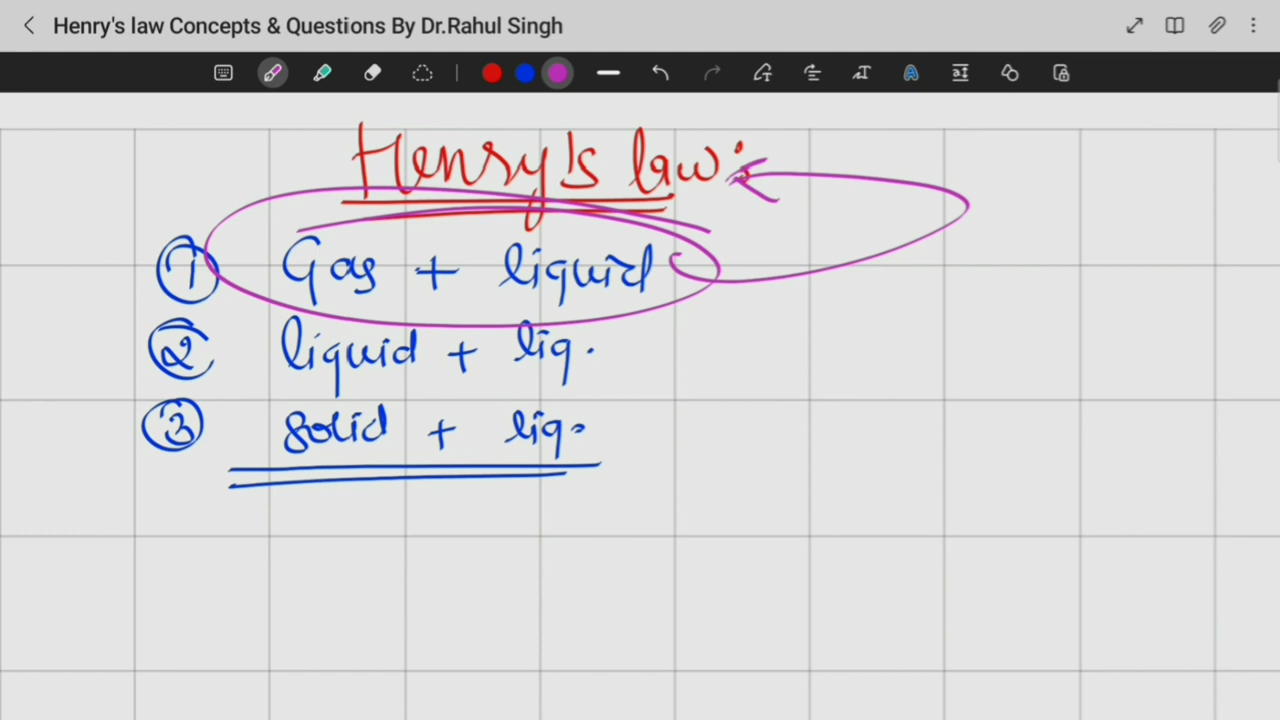 Henry's law Concepts & Questions By Dr.Rahul Singh
Henry's law:
① Gas + liquid
② liquid + liq.
③ solid + liq.